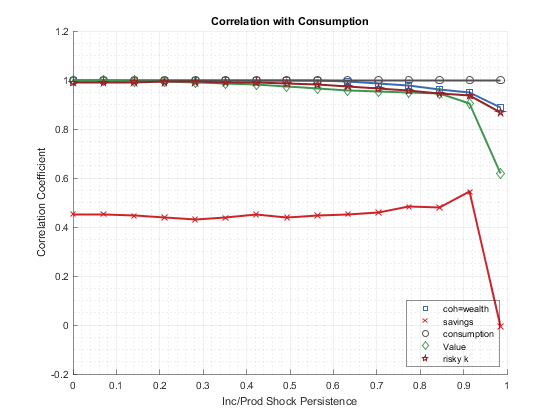 Correlation with Consumption
1.2
1
0.8
0.6
0.4
0.2
0
-0.2
Correlation Coefficient
0 0.1 0.2 0.3 0.4 0.5 0.6 0.7 0.8 0.9 1
Inc/Prod Shock Persistence
coh=wealth
savings
consumption
Value
risky k